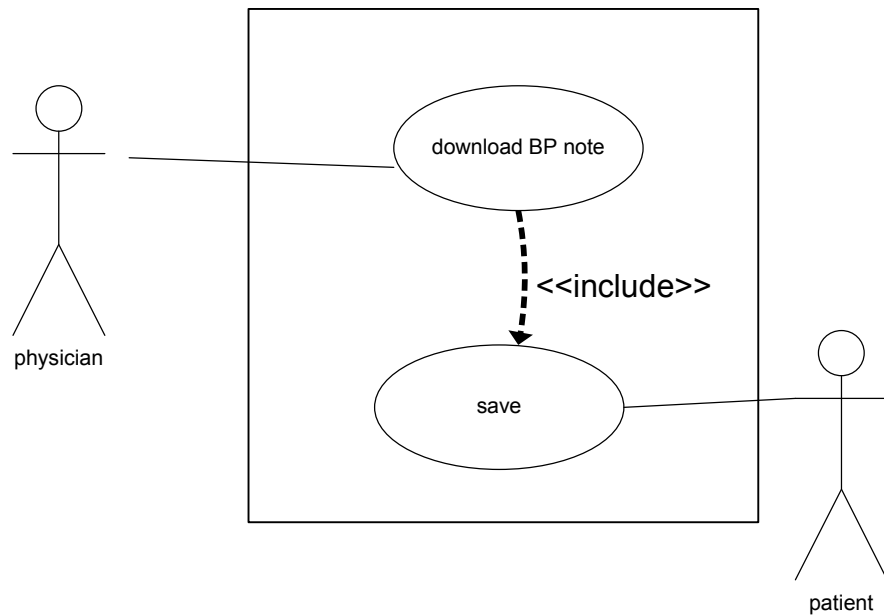 download BP note
<<include>>
physician
save
patient